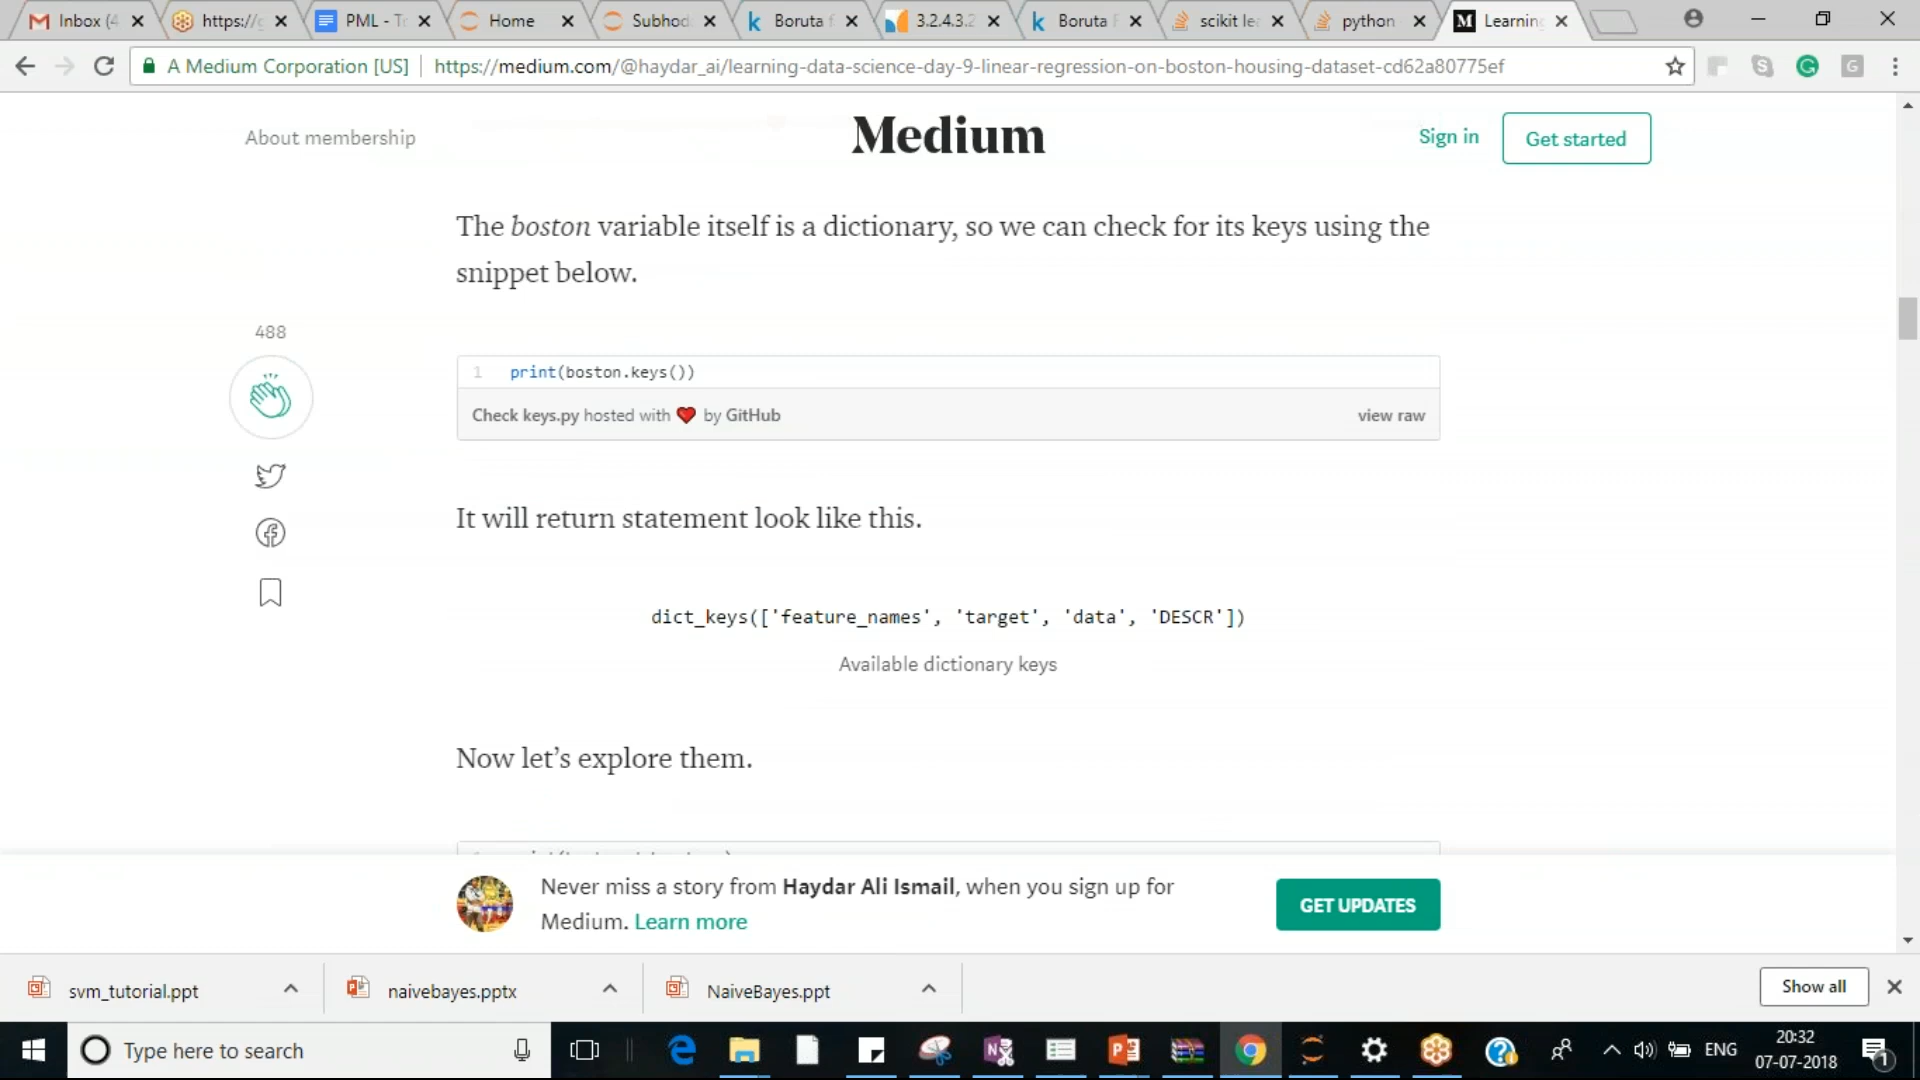 Inbox (4
https://g
PML - Tr
Home
Subhod
Boruta f
3.2.4.3.2
Boruta F
scikit le
python
Learning
A Medium Corporation [US]
https://medium.com/@haydar_ai/learning-data-science-day-9-linear-regression-on-boston-housing-dataset-cd62a80775ef
About membership
Medium
Sign in
Get started
The boston variable itself is a dictionary, so we can check for its keys using the
snippet below.
488
1 print(boston.keys())
Check keys.py hosted with ❤ by GitHub
view raw
It will return statement look like this.
dict_keys(['feature_names', 'target', 'data', 'DESCR'])
Available dictionary keys
Now let’s explore them.
Never miss a story from Haydar Ali Ismail, when you sign up for
Medium. Learn more
GET UPDATES
svm_tutorial.ppt
naivebayes.pptx
NaiveBayes.ppt
Show all
Type here to search
ENG
20:32
07-07-2018
1